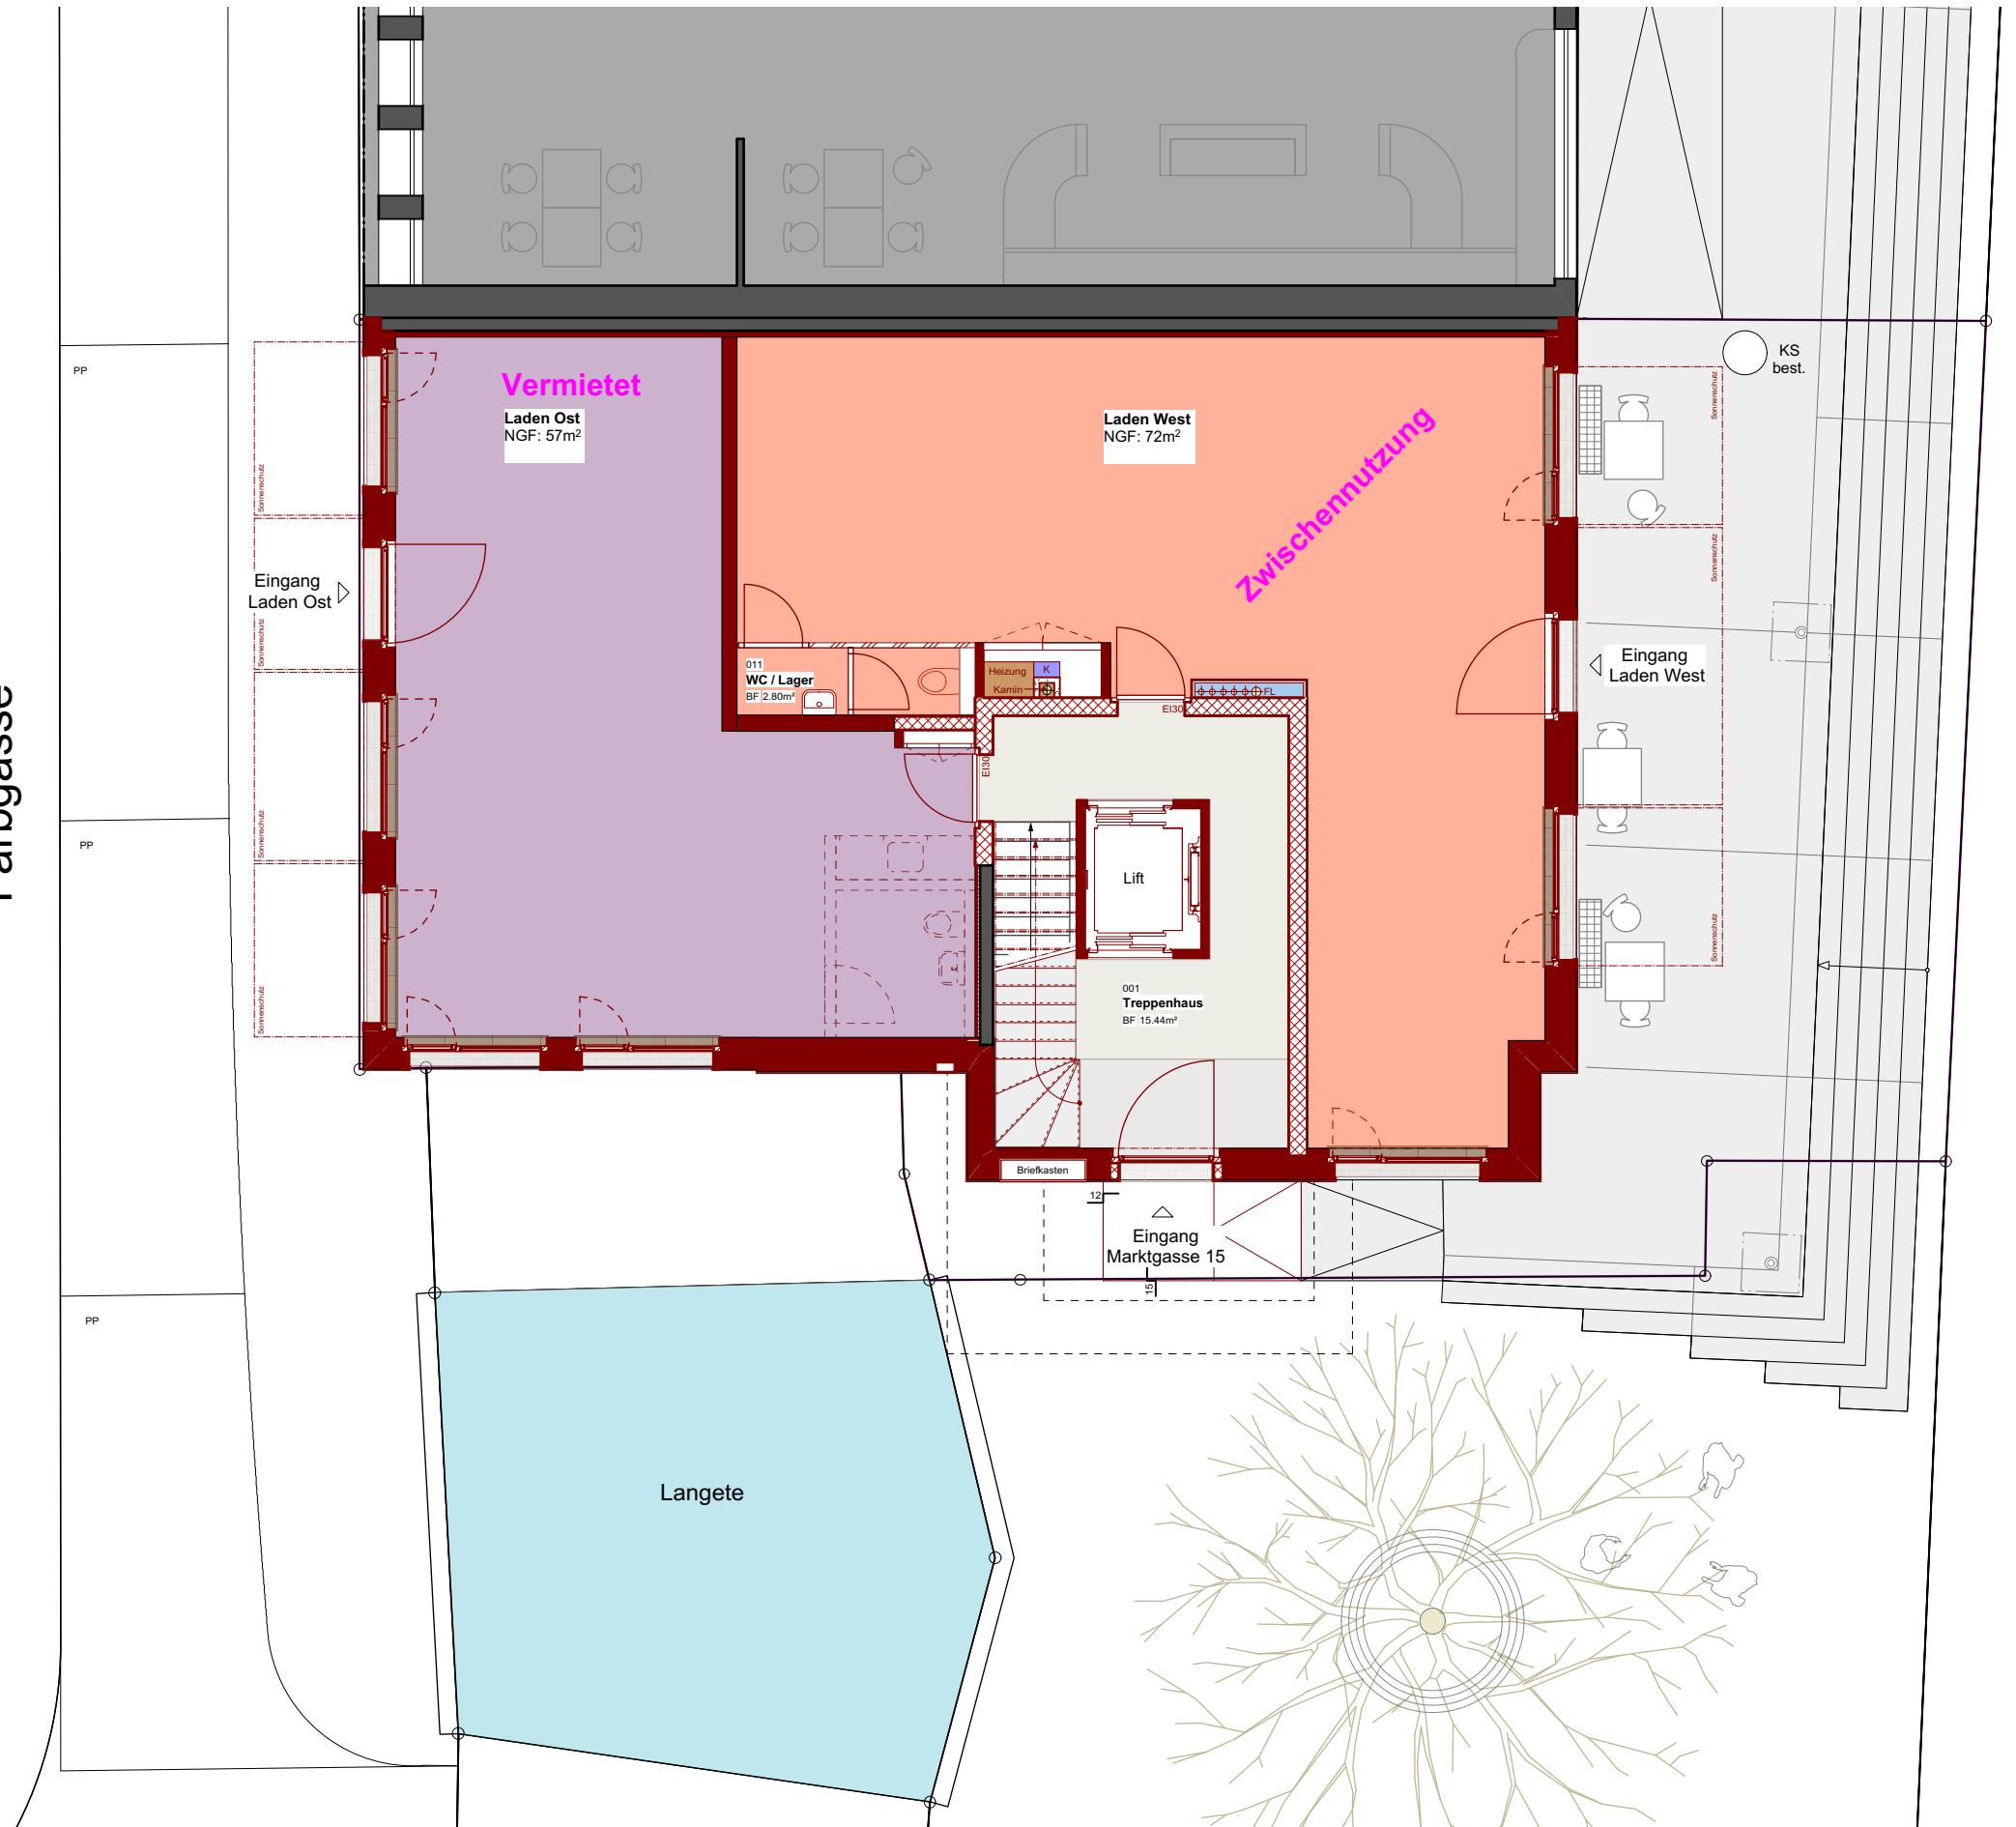 PP
KS
best.
Vermietet
Laden Ost
NGF: 57m²
Laden West
NGF: 72m²
Zwischennutzung
Sonnenschutz
Sonnenschutz
Sonnenschutz
Eingang
Laden Ost
Sonnenschutz
Eingang
Laden West
011
WC / Lager
BF 2.80m²
Heizung
K
Kamin
FL
EI30
EI30
Farbgasse
PP
Sonnenschutz
Lift
Sonnenschutz
Sonnenschutz
001
Treppenhaus
BF 15.44m²
Briefkasten
12
Eingang
Marktgasse 15
15
PP
Langete